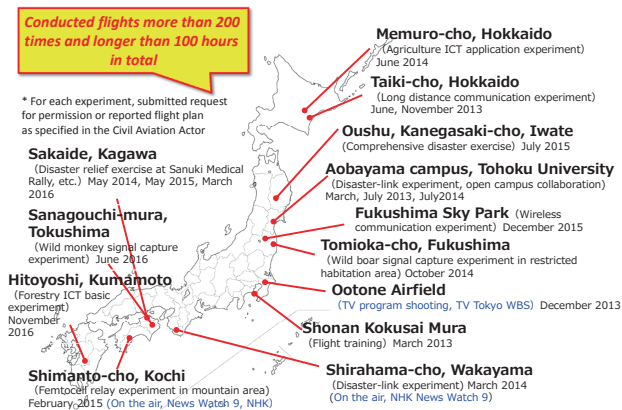 Conducted flights more than 200
times and longer than 100 hours
in total
* For each experiment, submitted request
for permission or reported flight plan
as specified in the Civil Aviation Actor
Memuro-cho, Hokkaido
(Agriculture ICT application experiment)
June 2014
Taiki-cho, Hokkaido
(Long distance communication experiment)
June, November 2013
Oushu, Kanegasaki-cho, Iwate
(Comprehensive disaster exercise) July 2015
Aobayama campus, Tohoku University
(Disaster-link experiment, open campus collaboration)
March, July 2013, July2014
Fukushima Sky Park (Wireless
communication experiment) December 2015
Tomioka-cho, Fukushima
(Wild boar signal capture experiment in restricted
habitation area) October 2014
Ootone Airfield
(TV program shooting, TV Tokyo WBS) December 2013
Shonan Kokusai Mura
(Flight training) March 2013
Shirahama-cho, Wakayama
(Disaster-link experiment) March 2014
(On the air, NHK News Watch 9)
Sakaide, Kagawa
(Disaster relief exercise at Sanuki Medical
Rally, etc.) May 2014, May 2015, March
2016
Sanagouchi-mura,
Tokushima
(Wild monkey signal capture
experiment) June 2016
Hitoyoshi, Kumamoto
(Forestry ICT basic
experiment)
November
2016
Shimanto-cho, Kochi
(Femtocell relay experiment in mountain area)
February 2015 (On the air, News Watch 9, NHK)